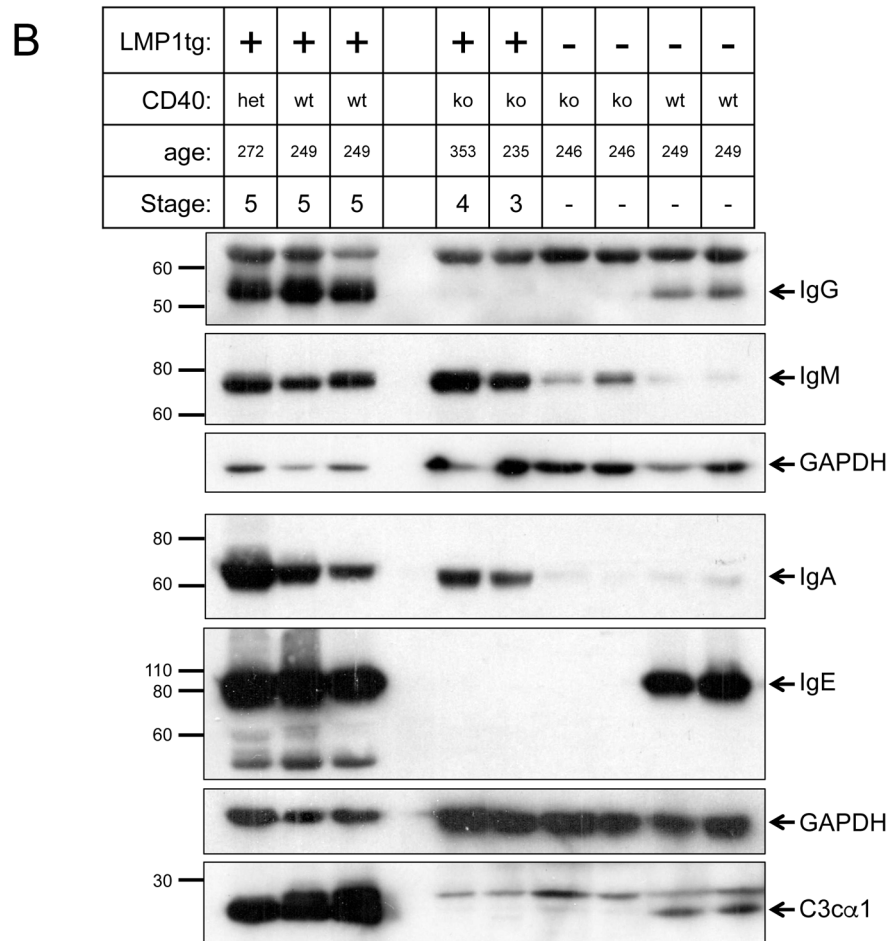 B
LMP1tg: + + + + + - - - -
CD40: het wt wt ko ko ko ko wt wt
age: 272 249 249 353 235 246 246 249 249
Stage: 5 5 5 4 3 - - - -
60
50
IgG
80
IgM
60
GAPDH
80
60
IgA
110
80
IgE
60
GAPDH
30
C3cα1